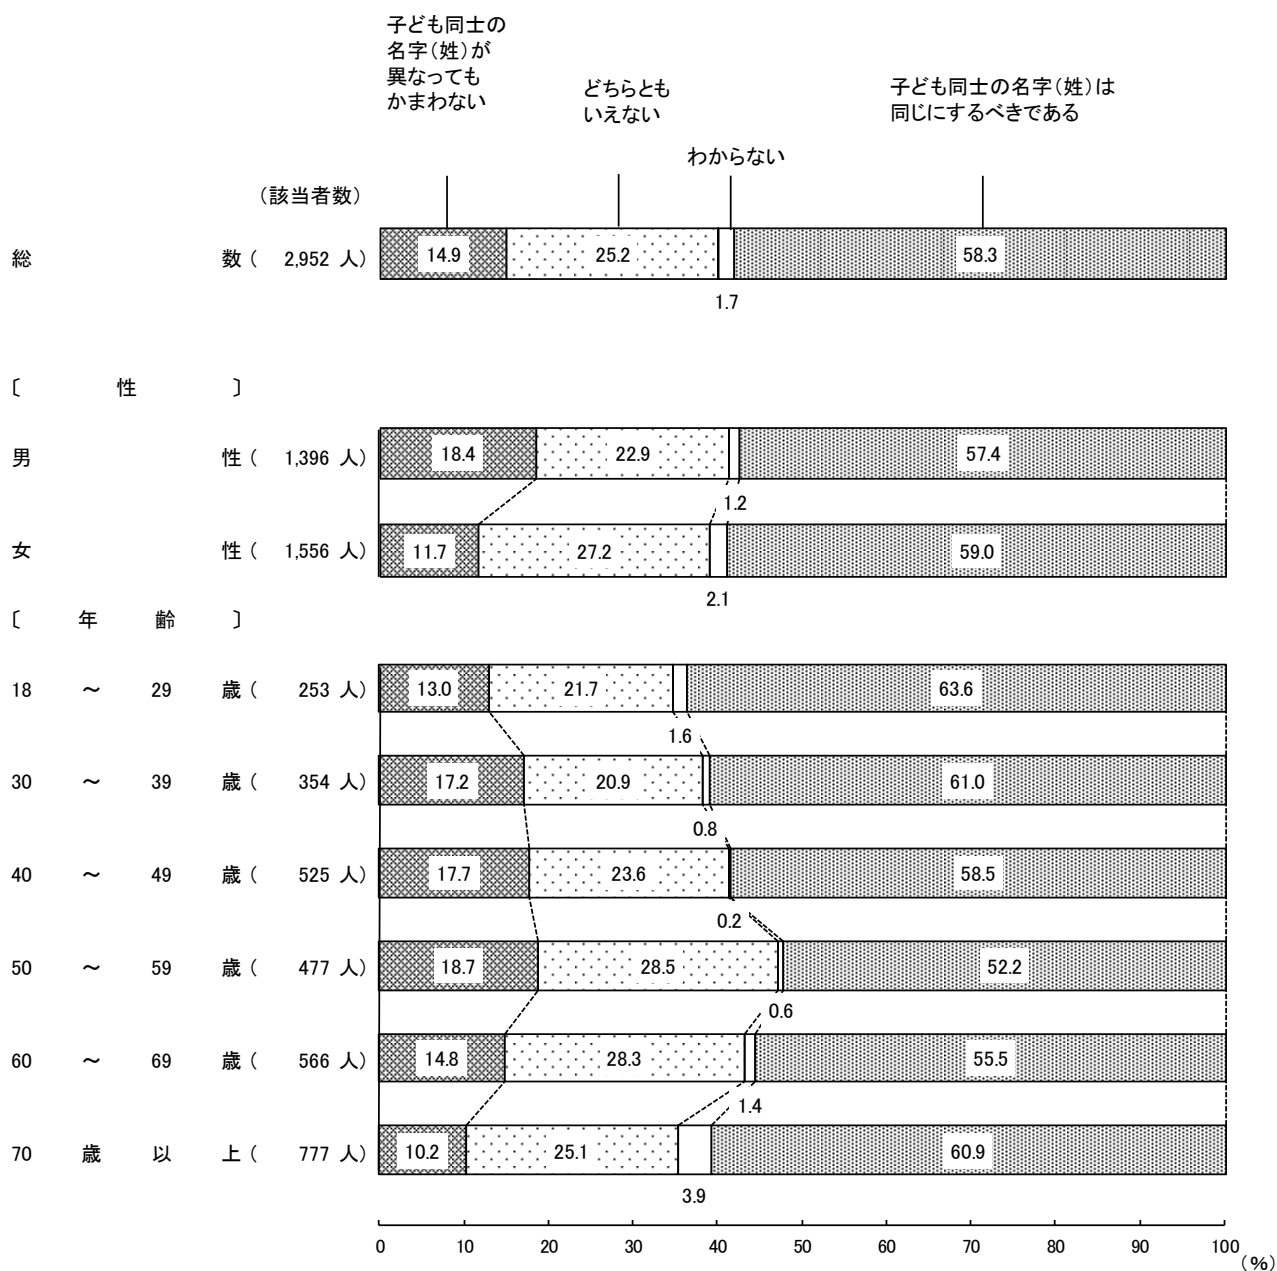 子ども同士の
名字(姓)が
異なっても
かまわない
どちらとも
いえない
わからない
子ども同士の名字(姓)は
同じにするべきである
(該当者数)
総 数( 2,952 人) 14.9 25.2 58.3
1.7
〔 性 〕
男 性( 1,396 人) 18.4 22.9 57.4
1.2
女 性( 1,556 人) 11.7 27.2 59.0
2.1
〔 年 齢 〕
18 ~ 29 歳( 253 人) 13.0 21.7 63.6
1.6
30 ~ 39 歳( 354 人) 17.2 20.9 61.0
0.8
40 ~ 49 歳( 525 人) 17.7 23.6 58.5
0.2
50 ~ 59 歳( 477 人) 18.7 28.5 52.2
0.6
60 ~ 69 歳( 566 人) 14.8 28.3 55.5
1.4
70 歳 以 上( 777 人) 10.2 25.1 60.9
3.9
0 10 20 30 40 50 60 70 80 90 100
(%)